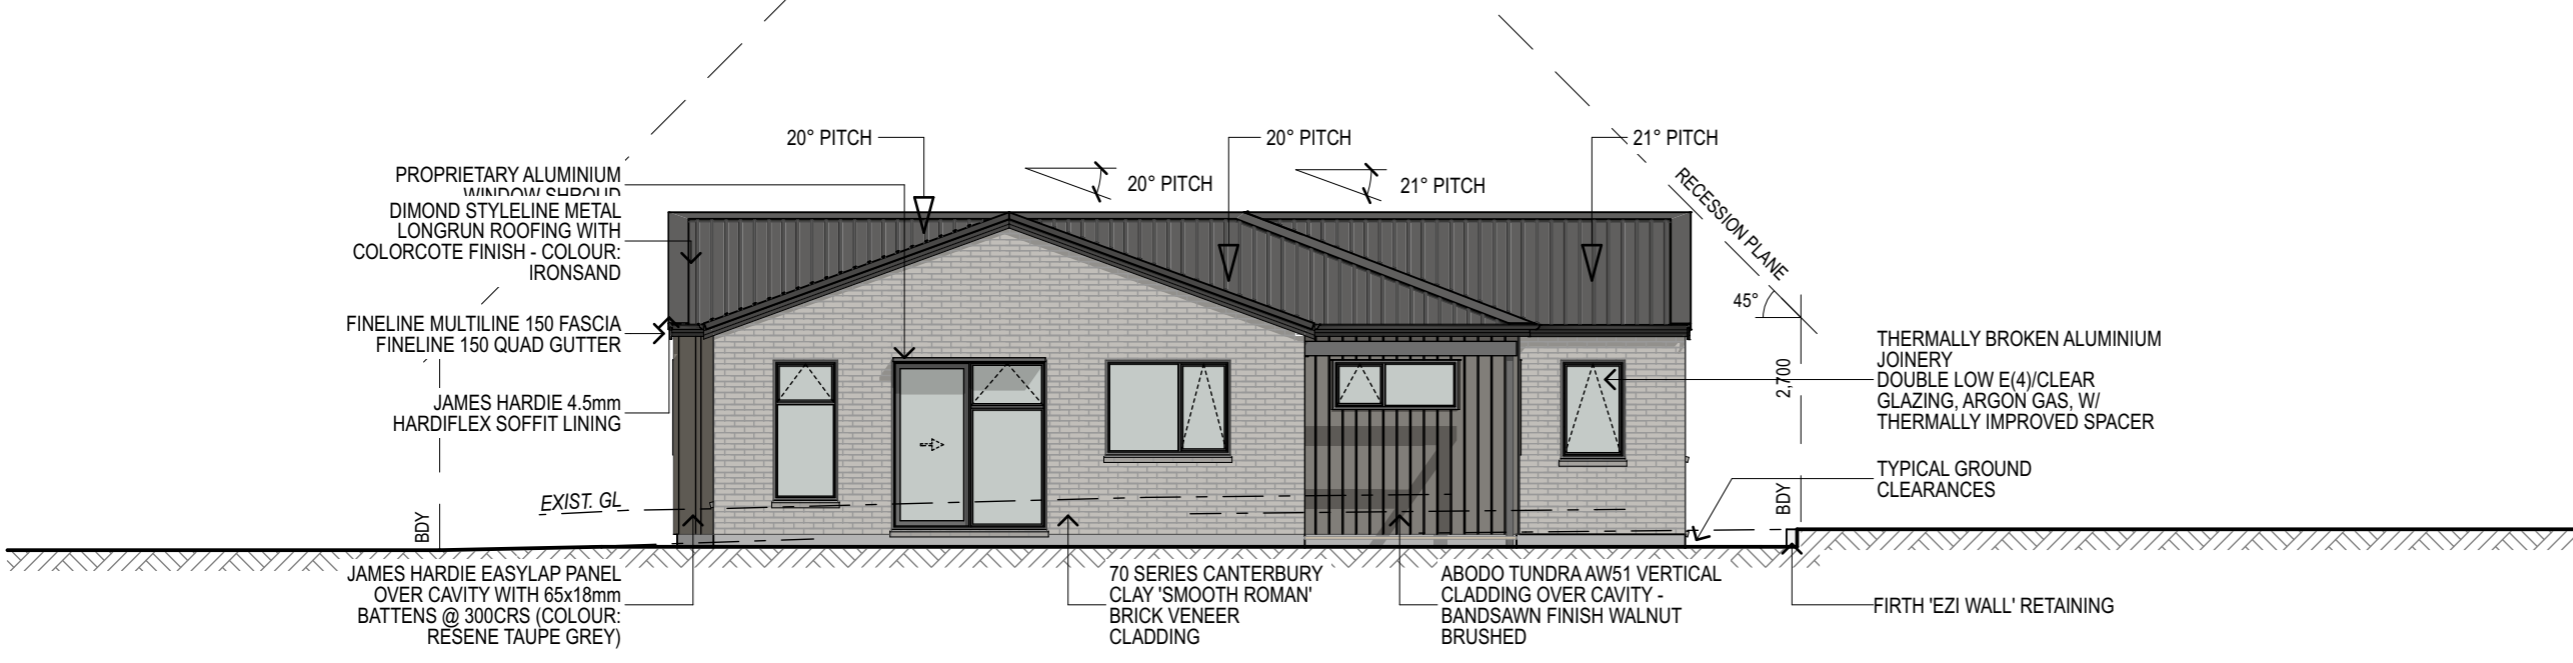 20° PITCH
20° PITCH
21° PITCH
20° PITCH
21° PITCH
PROPRIETARY ALUMINIUM
WINDOW SHROUD
DIMOND STYLELINE METAL
LONGRUN ROOFING WITH
COLORCOTE FINISH - COLOUR:
IRONSAND
FINELINE MULTILINE 150 FASCIA
FINELINE 150 QUAD GUTTER
JAMES HARDIE 4.5mm
HARDIFLEX SOFFIT LINING
EXIST. GL
BDY
JAMES HARDIE EASYLAP PANEL
OVER CAVITY WITH 65x18mm
BATTENS @ 300CRS (COLOUR:
RESENE TAUPE GREY)
70 SERIES CANTERBURY
CLAY 'SMOOTH ROMAN'
BRICK VENEER
CLADDING
ABODO TUNDRA AW51 VERTICAL
CLADDING OVER CAVITY -
BANDSAWN FINISH WALNUT
BRUSHED
RECESSION PLANE
45°
2,700
BDY
THERMALLY BROKEN ALUMINIUM
JOINERY
DOUBLE LOW E(4)/CLEAR
GLAZING, ARGON GAS, W/
THERMALLY IMPROVED SPACER
TYPICAL GROUND
CLEARANCES
FIRTH 'EZI WALL' RETAINING